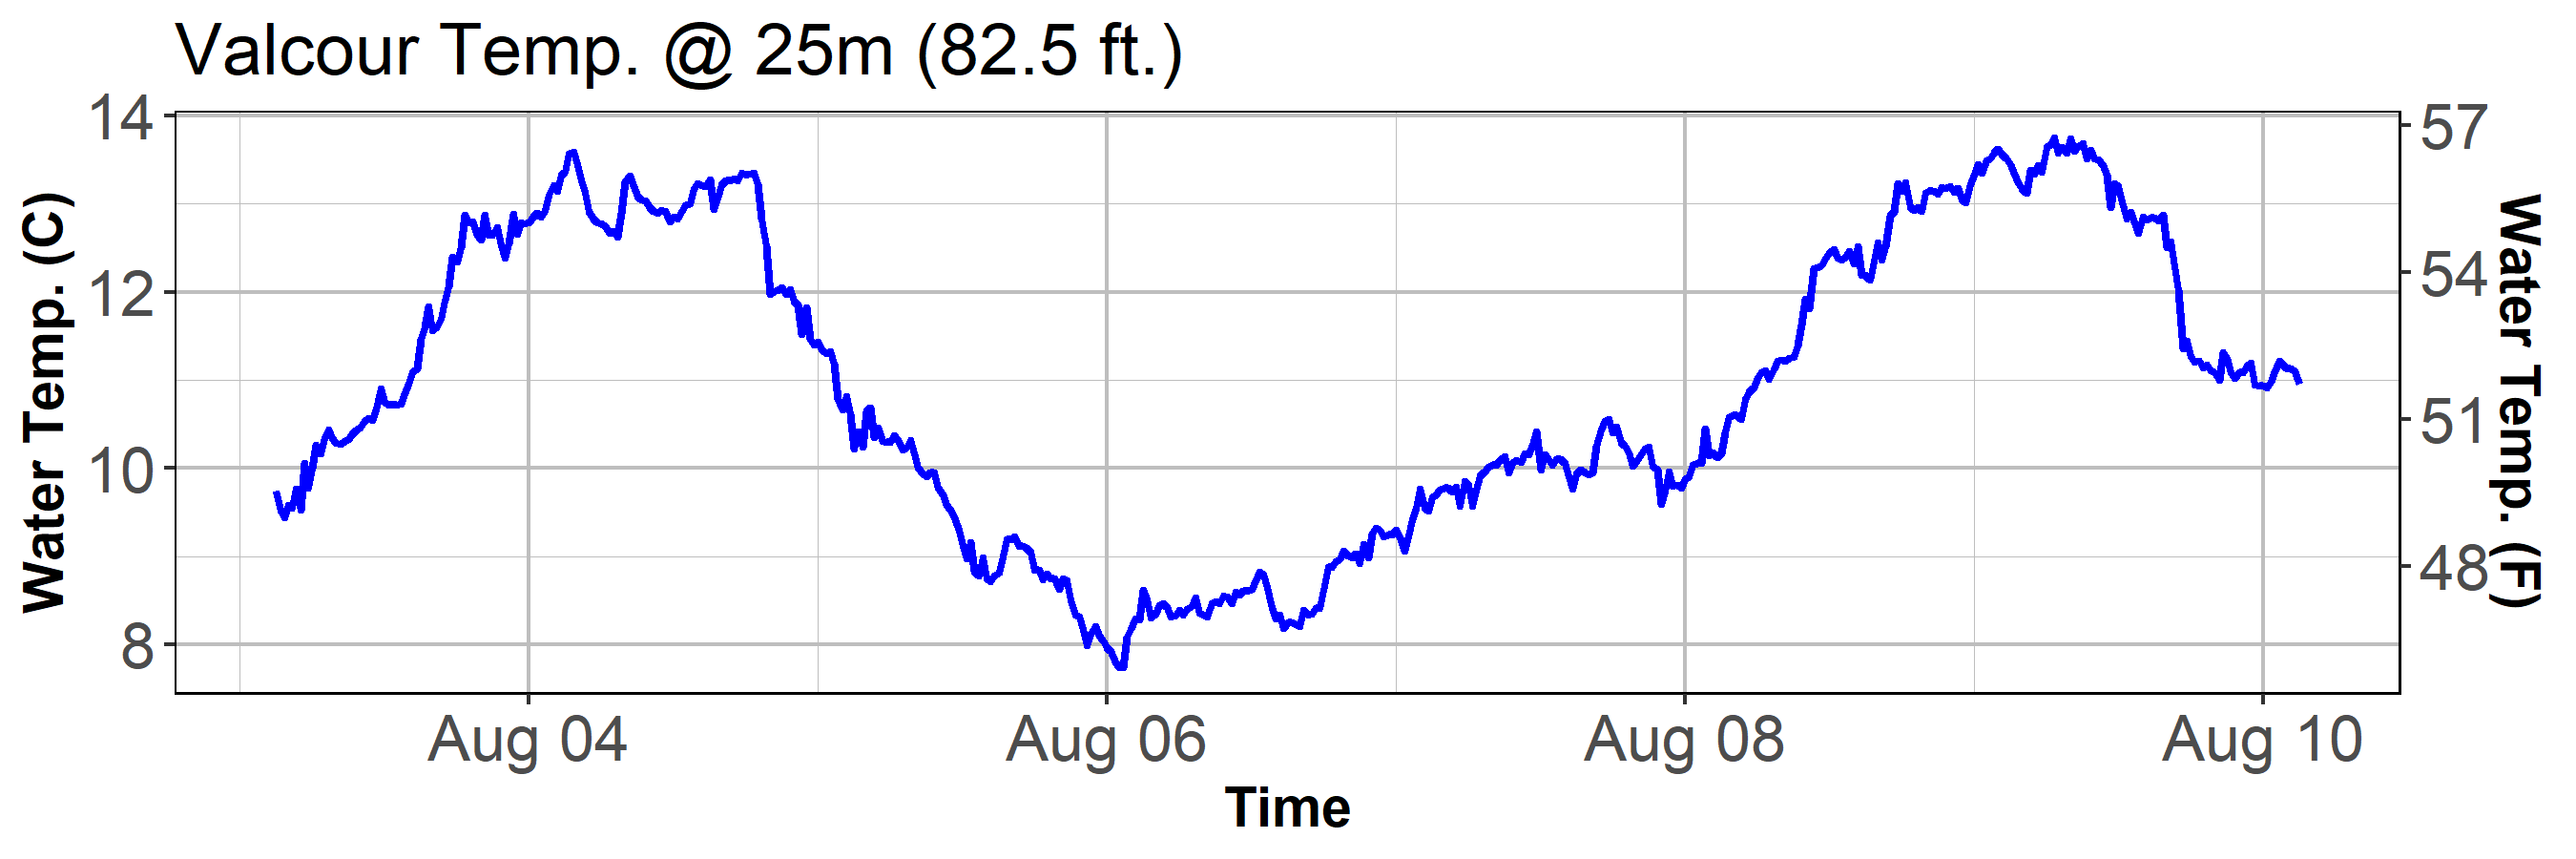 Valcour Temp. @ 25m (82.5 ft.)
Water Temp. (C)
14
12
10
8
57
54
51
48
Water Temp. (F)
Aug 04
Aug 06
Aug 08
Aug 10
Time